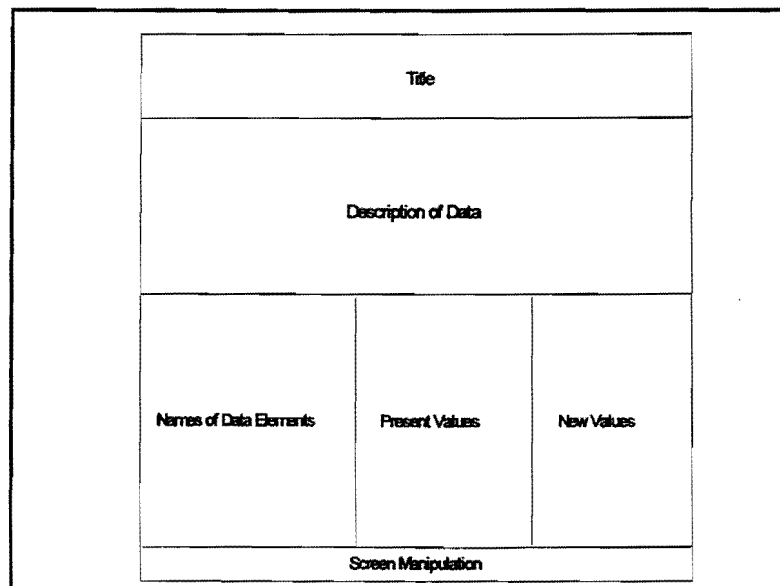 Title
Description of Data
Names of Data Elements
Present Values
New Values
Screen Manipulation